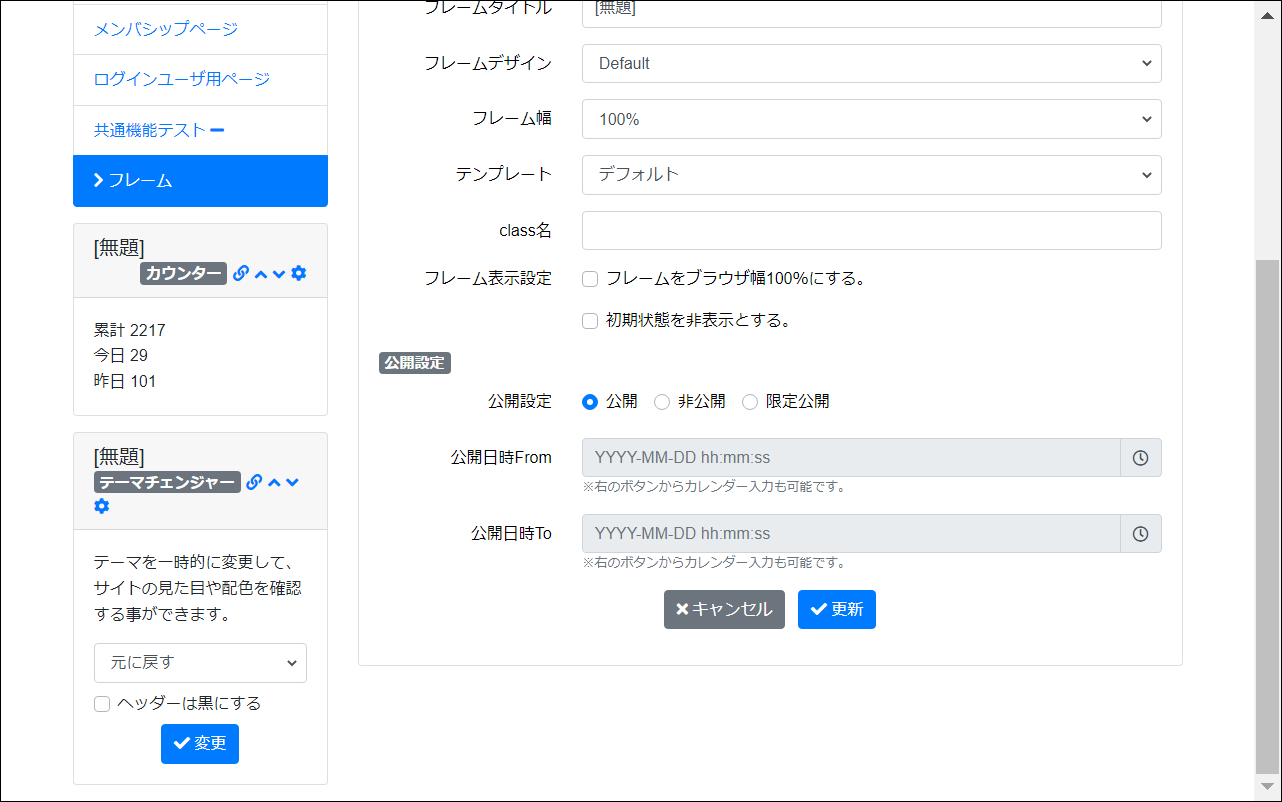 メンバシップページ
ログインユーザ用ページ
共通機能テスト
フレーム
[無題]
カウンター
累計 2217
今日 29
昨日 101
[無題]
テーマチェンジャー
テーマを一時的に変更して、
サイトの見た目や配色を確認
する事ができます。
元に戻す
ヘッダーは黒にする
変更
フレームタイトル [無題]
フレームデザイン Default
フレーム幅 100%
テンプレート デフォルト
class名
フレーム表示設定 フレームをブラウザ幅100%にする。
初期状態を非表示とする。
公開設定
公開設定 公開 非公開 限定公開
公開日時From YYYY-MM-DD hh:mm:ss
※右のボタンからカレンダー入力も可能です。
公開日時To YYYY-MM-DD hh:mm:ss
※右のボタンからカレンダー入力も可能です。
キャンセル 更新